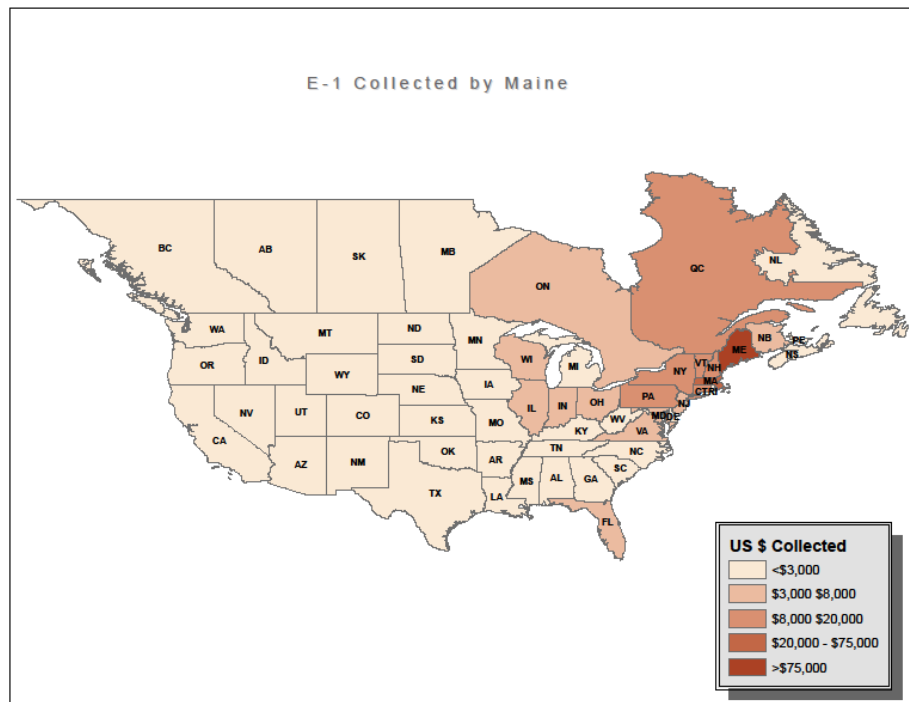 E-1 Collected by Maine
BC
AB
SK
MB
ON
QC
NL
WA
MT
ND
MN
NB
PE
ME
NS
OR
ID
SD
WI
MI
NY
VT
NH
MA
WY
CTRI
NE
IA
PA
NV
UT
CO
IL
IN
OH
NJ
KS
MO
WV
MD
DE
CA
KY
VA
AZ
NM
OK
AR
TN
NC
SC
TX
MS
AL
GA
LA
FL
US $ Collected
<$3,000
$3,000 $8,000
$8,000 $20,000
$20,000 - $75,000
>$75,000